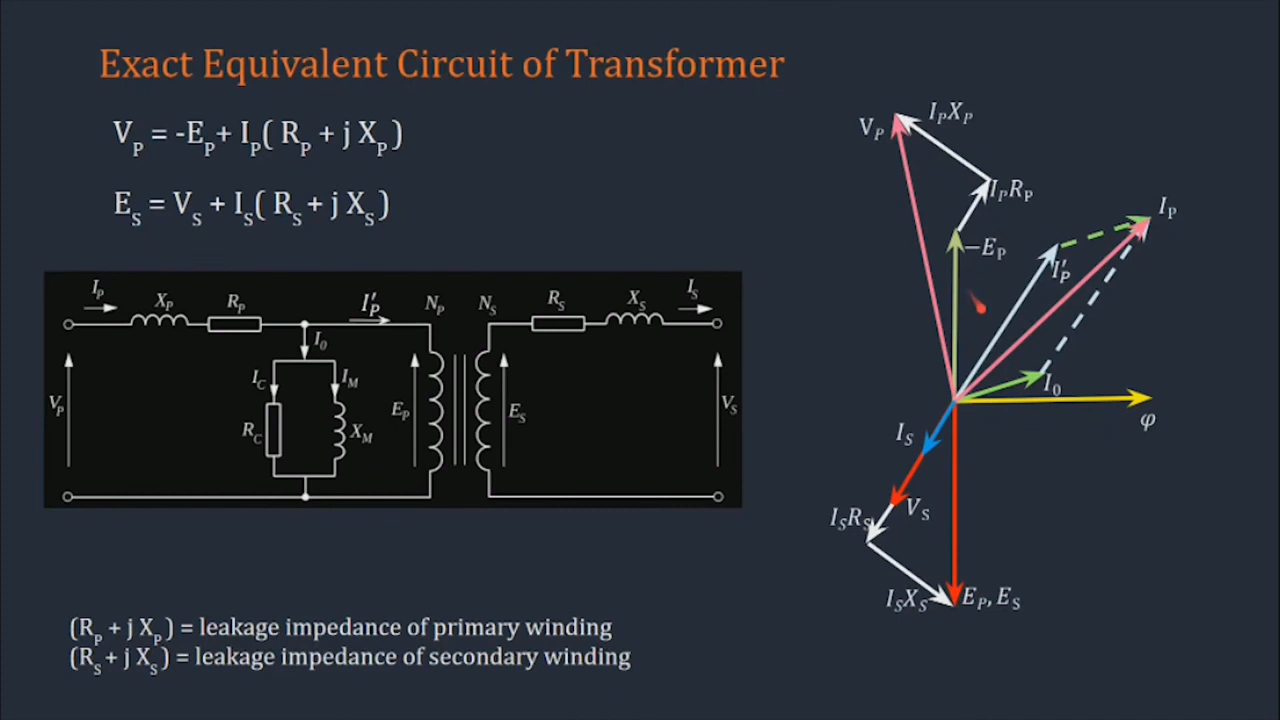 Exact Equivalent Circuit of Transformer
V_P = -E_P + I_P( R_P + j X_P)
E_S = V_S + I_S( R_S + j X_S)
I_P
X_P
R_P
I'_P
N_P
N_S
R_S
X_S
I_S
I_0
I_C
I_M
V_P
R_C
X_M
E_P
E_S
V_S
(R_P + j X_P) = leakage impedance of primary winding
(R_S + j X_S) = leakage impedance of secondary winding
V_P
I_PX_P
I_PR_P
I_P
−E_P
I'_P
I_0
φ
I_S
V_S
I_SR_S
I_SX_S
E_P, E_S